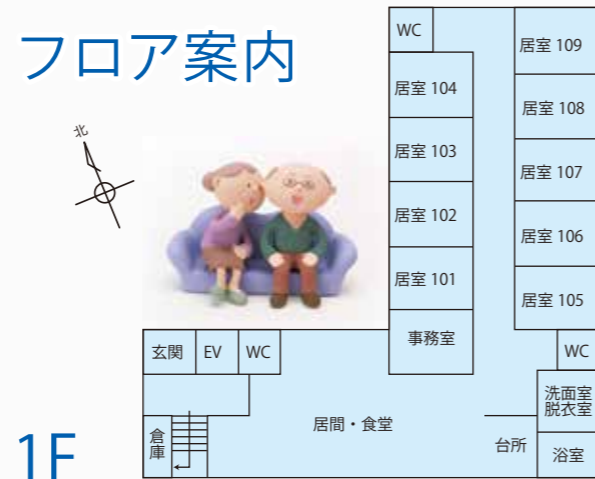 フロア案内
北
WC
居室 104
居室 103
居室 102
居室 101
事務室
居室 109
居室 108
居室 107
居室 106
居室 105
WC
洗面室
脱衣室
浴室
台所
居間・食堂
玄関
EV
WC
倉庫
1F